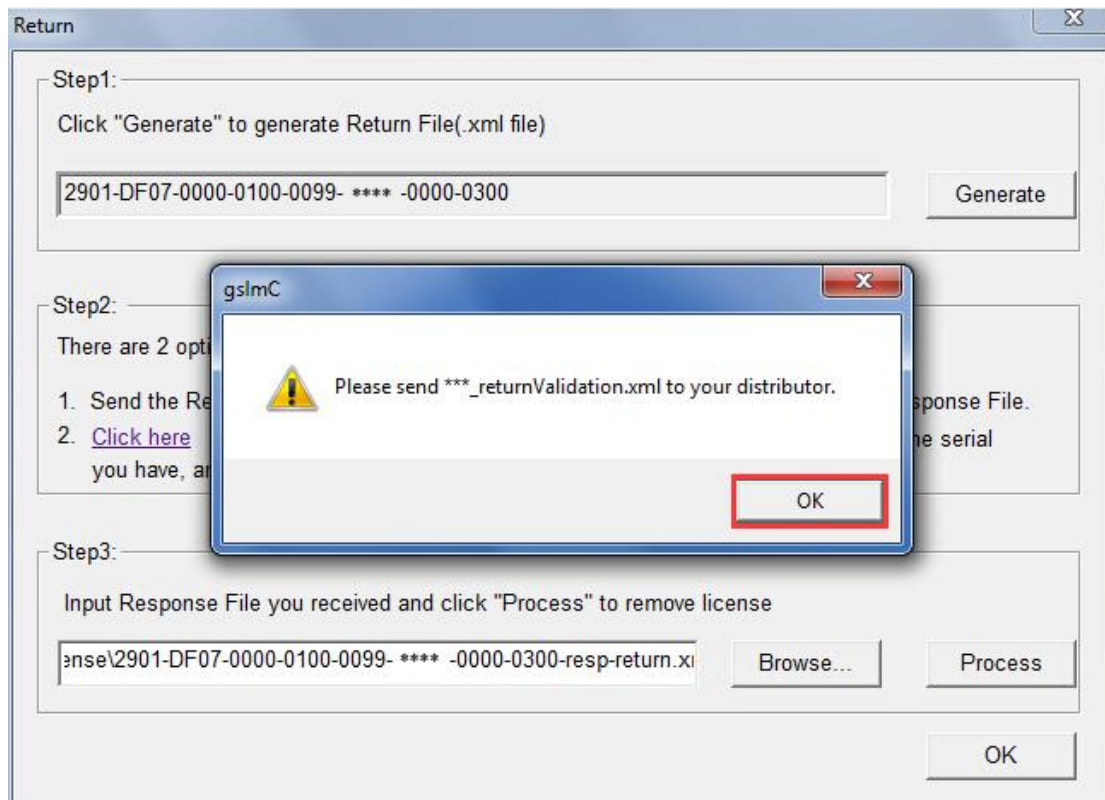 Return
Step1:
Click "Generate" to generate Return File(.xml file)
2901-DF07-0000-0100-0099- **** -0000-0300
Generate
gslmC
Step2:
There are 2 opti
Please send ***_returnValidation.xml to your distributor.
1. Send the Re
sponse File.
2. Click here
he serial
you have, ar
OK
Step3:
Input Response File you received and click "Process" to remove license
ense\2901-DF07-0000-0100-0099- **** -0000-0300-resp-return.x
Browse...
Process
OK